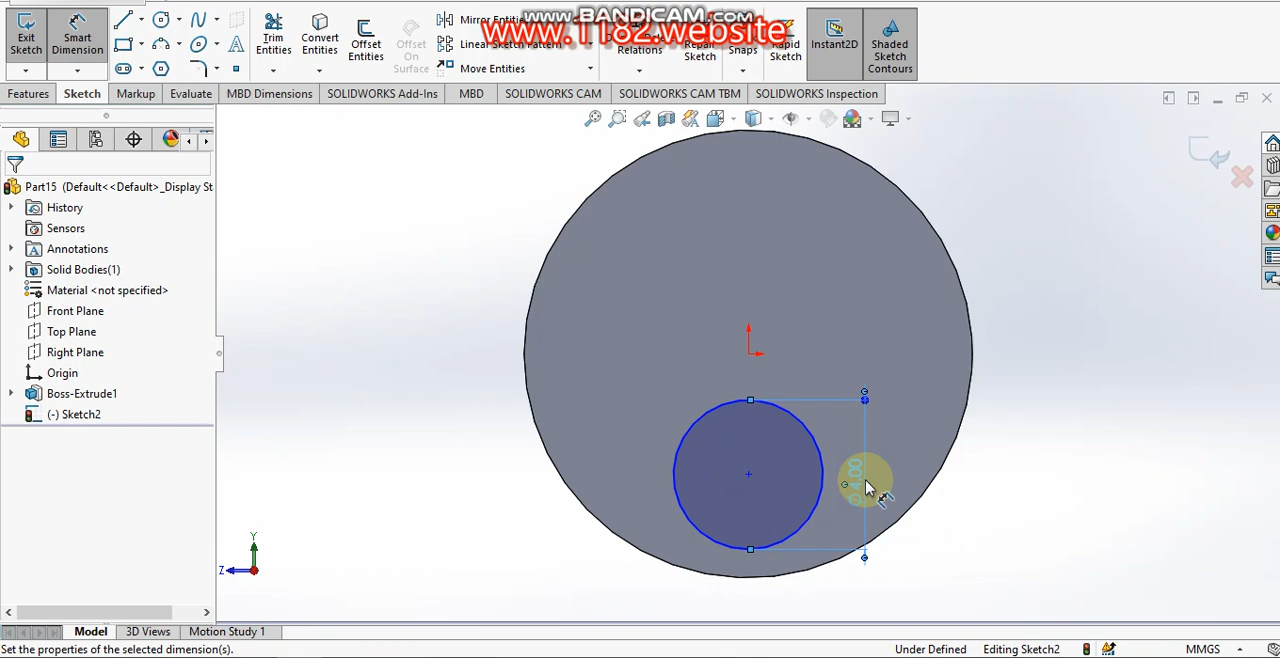 www.BANDICAM.com
www.1182.website
Exit Sketch
Smart Dimension
Trim Entities
Convert Entities
Offset Entities
Offset On Surface
Mirror Entities
Linear Sketch Pattern
Move Entities
Relations
Repair Sketch
Snaps
Rapid Sketch
Instant2D
Shaded Sketch Contours
Features
Sketch
Markup
Evaluate
MBD Dimensions
SOLIDWORKS Add-Ins
MBD
SOLIDWORKS CAM
SOLIDWORKS CAM TBM
SOLIDWORKS Inspection
Part15 (Default<<Default>_Display St
History
Sensors
Annotations
Solid Bodies(1)
Material <not specified>
Front Plane
Top Plane
Right Plane
Origin
Boss-Extrude1
(-) Sketch2
Ø 4.00
Y
Z
Model
3D Views
Motion Study 1
Set the properties of the selected dimension(s).
Under Defined
Editing Sketch2
MMGS